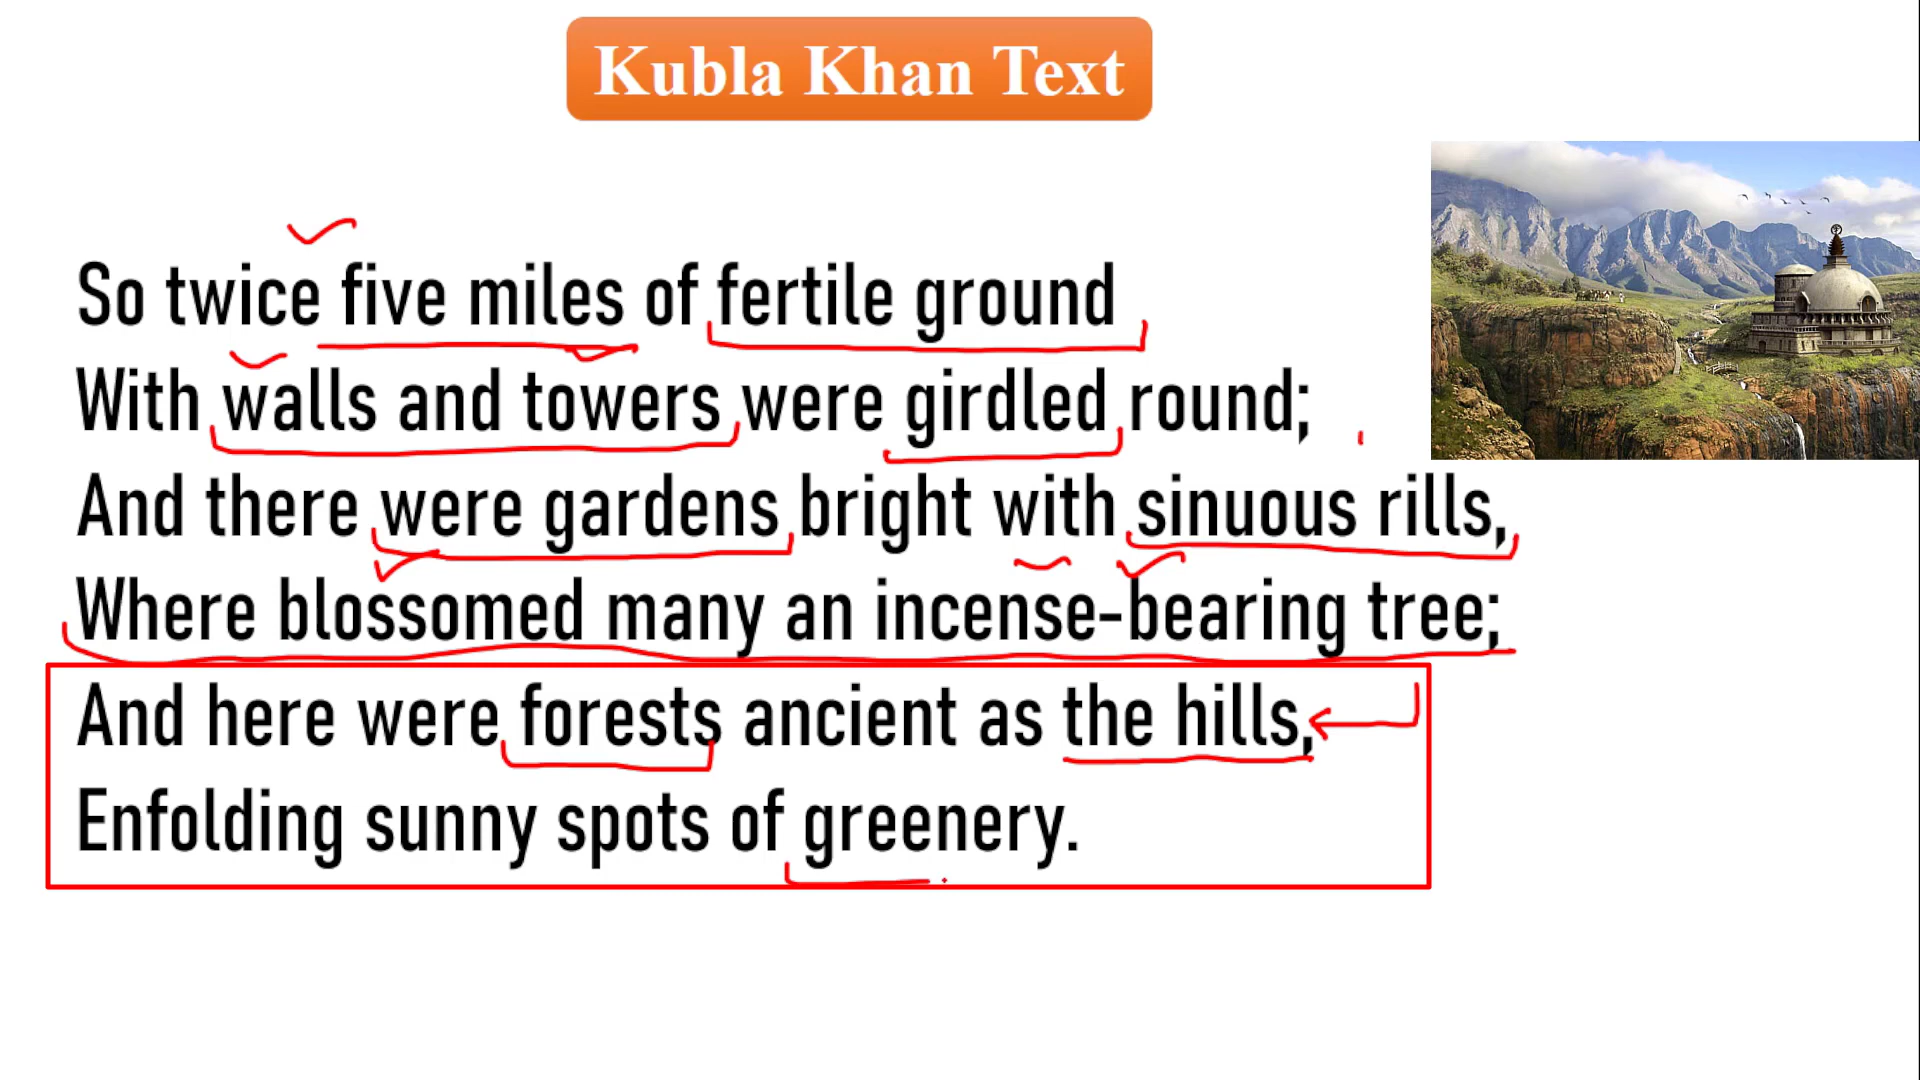 Kubla Khan Text
So twice five miles of fertile ground
With walls and towers were girdled round;
And there were gardens bright with sinuous rills,
Where blossomed many an incense-bearing tree;
And here were forests ancient as the hills,
Enfolding sunny spots of greenery.